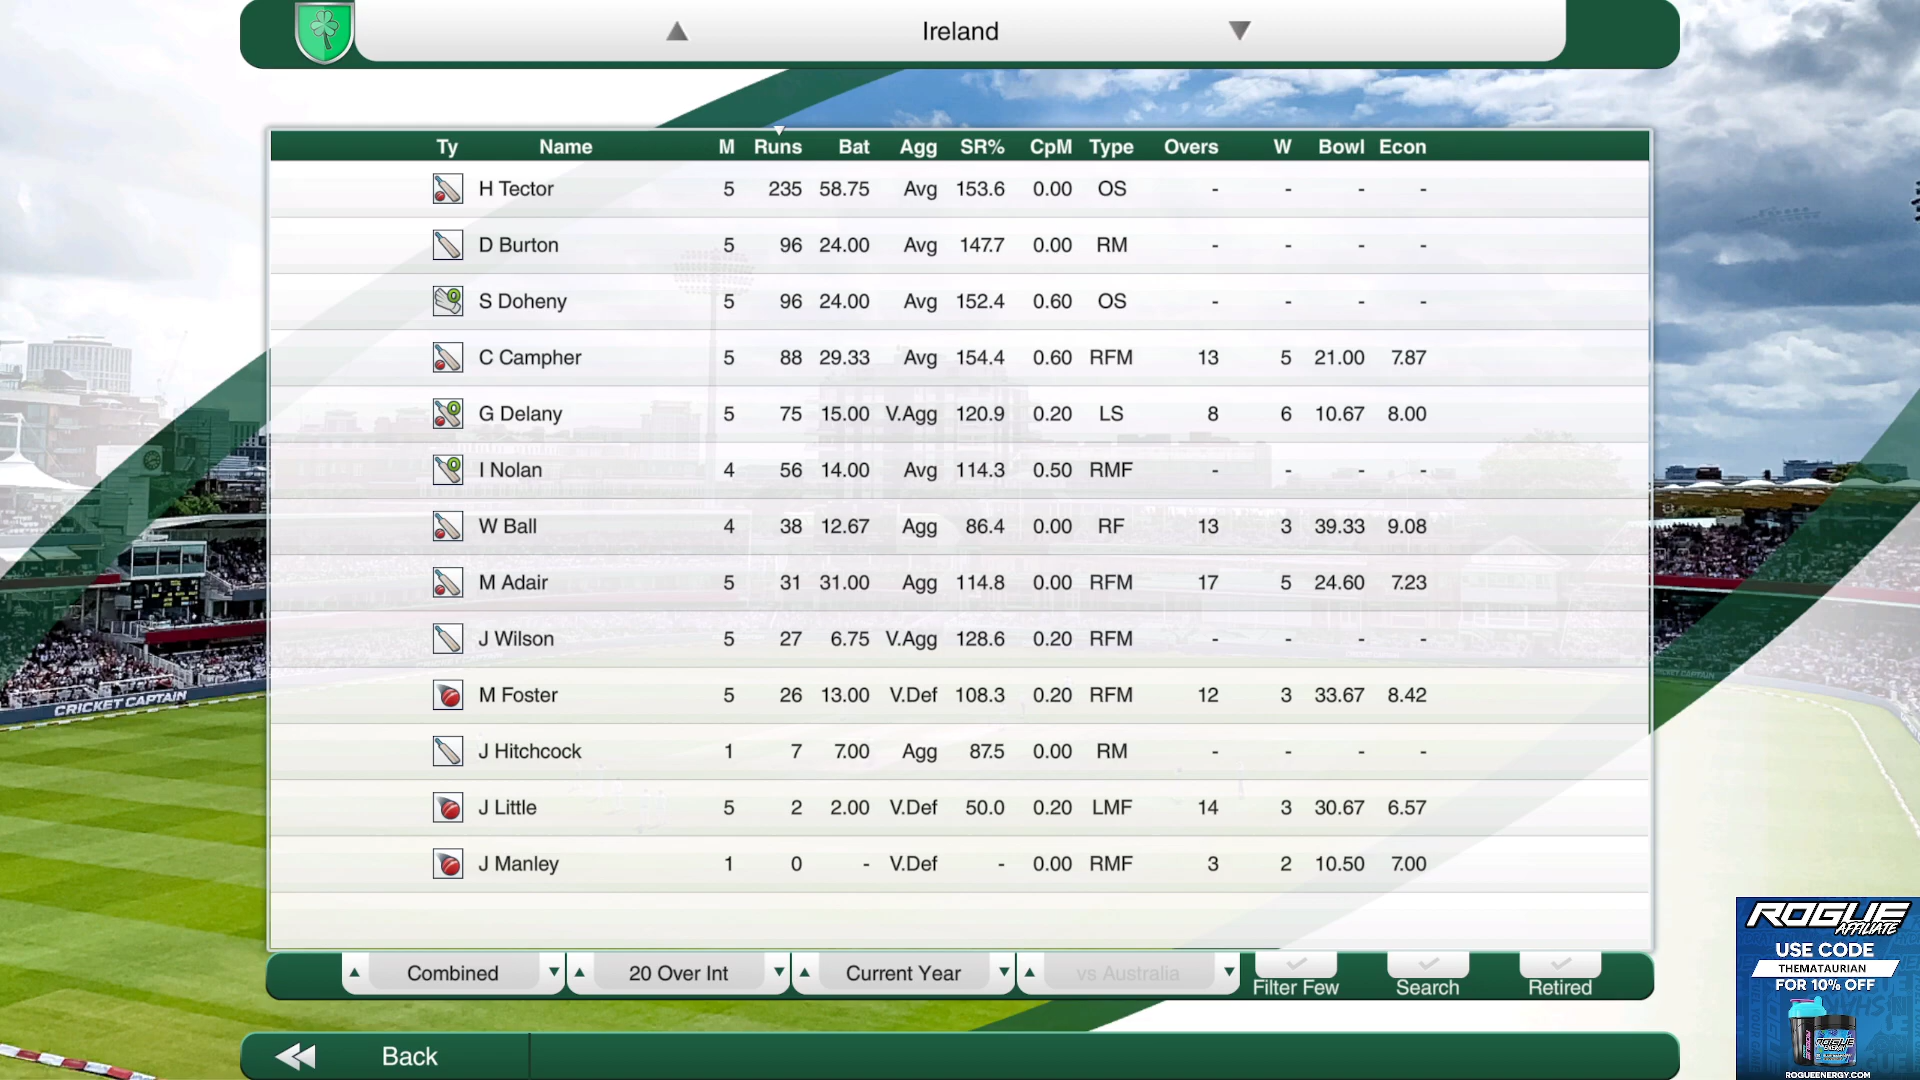 Ireland
Ty Name M Runs Bat Agg SR% CpM Type Overs W Bowl Econ
H Tector 5 235 58.75 Avg 153.6 0.00 OS - - - -
D Burton 5 96 24.00 Avg 147.7 0.00 RM - - - -
S Doheny 5 96 24.00 Avg 152.4 0.60 OS - - - -
C Campher 5 88 29.33 Avg 154.4 0.60 RFM 13 5 21.00 7.87
G Delany 5 75 15.00 V.Agg 120.9 0.20 LS 8 6 10.67 8.00
I Nolan 4 56 14.00 Avg 114.3 0.50 RMF - - - -
W Ball 4 38 12.67 Agg 86.4 0.00 RF 13 3 39.33 9.08
M Adair 5 31 31.00 Agg 114.8 0.00 RFM 17 5 24.60 7.23
J Wilson 5 27 6.75 V.Agg 128.6 0.20 RFM - - - -
M Foster 5 26 13.00 V.Def 108.3 0.20 RFM 12 3 33.67 8.42
J Hitchcock 1 7 7.00 Agg 87.5 0.00 RM - - - -
J Little 5 2 2.00 V.Def 50.0 0.20 LMF 14 3 30.67 6.57
J Manley 1 0 - V.Def - 0.00 RMF 3 2 10.50 7.00
CRICKET CAPTAIN
Combined 20 Over Int Current Year vs Australia Filter Few Search Retired
Back
ROGUE
AFFILIATE
USE CODE
THEMATAURIAN
FOR 10% OFF
ROGUE
ENERGY
ROGUEENERGY.COM